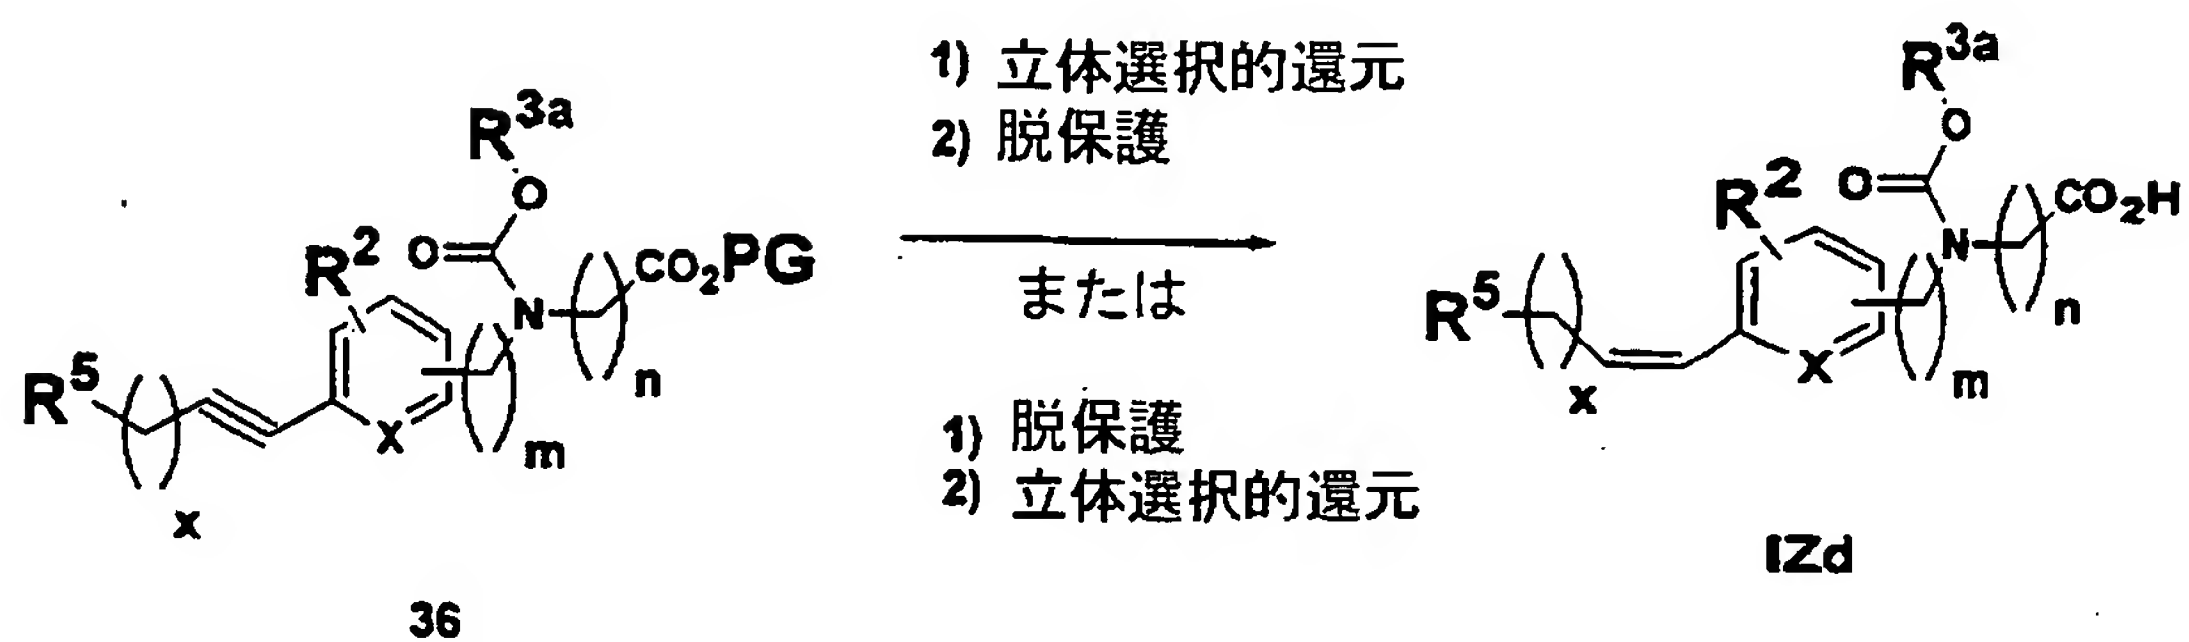 R3a
O
O
N
R2
CO2PG
n
R5
X
m
x
36
1) 立体選択的還元
2) 脱保護
または
1) 脱保護
2) 立体選択的還元
R3a
O
O
N
R2
CO2H
n
R5
X
m
x
IZd